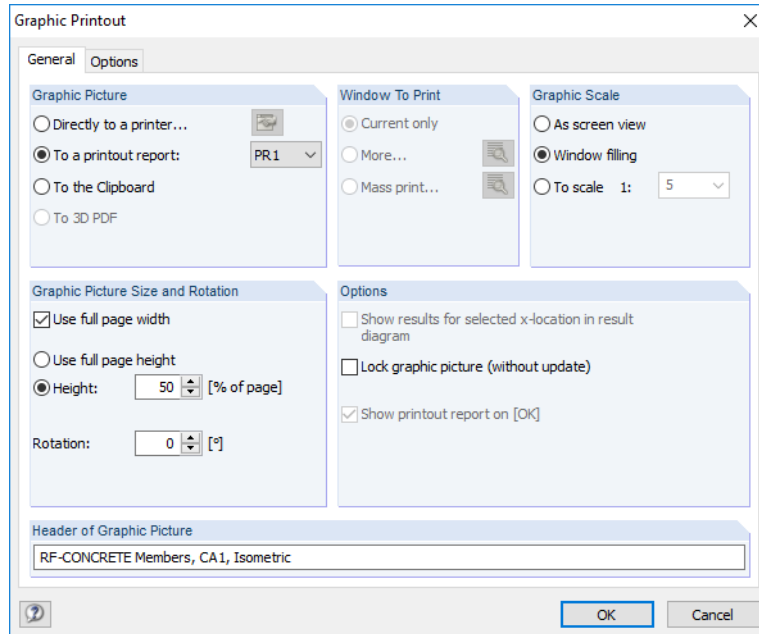 Graphic Printout
General Options
Graphic Picture
Directly to a printer...
To a printout report: PR1
To the Clipboard
To 3D PDF
Window To Print
Current only
More...
Mass print...
Graphic Scale
As screen view
Window filling
To scale 1: 5
Graphic Picture Size and Rotation
Use full page width
Use full page height
Height: 50 [% of page]
Rotation: 0 [°]
Options
Show results for selected x-location in result
diagram
Lock graphic picture (without update)
Show printout report on [OK]
Header of Graphic Picture
RF-CONCRETE Members, CA1, Isometric
OK Cancel